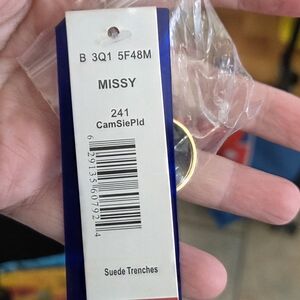 B 3Q1 5F48M
MISSY
241
CamSiePld
6 29135 60792 4
Suede Trenches